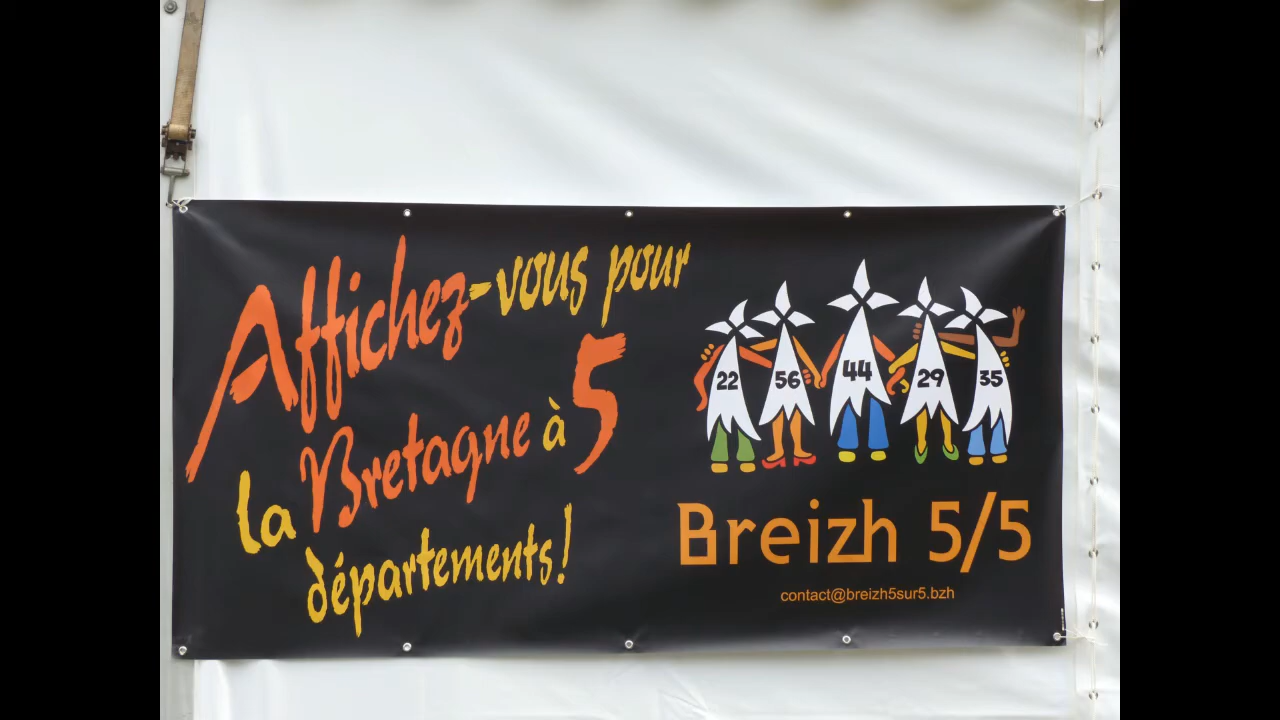 Affichez-vous pour
la Bretagne à 5
départements!
22 56 44 29 35
Breizh 5/5
contact@breizh5sur5.bzh